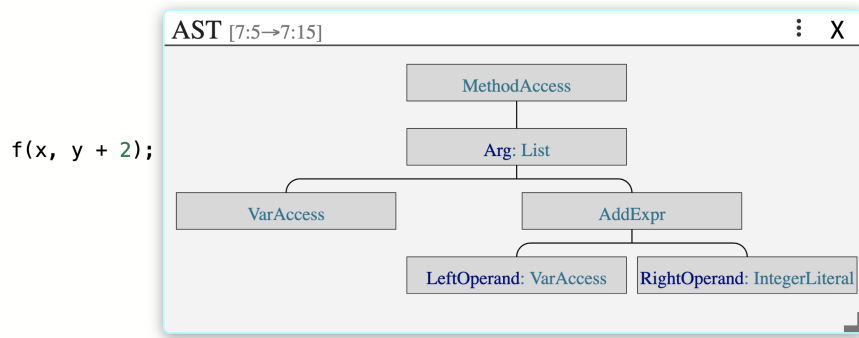 AST [7:5→7:15]
X
MethodAccess
f(x, y + 2);
Arg: List
VarAccess
AddExpr
LeftOperand: VarAccess
RightOperand: IntegerLiteral